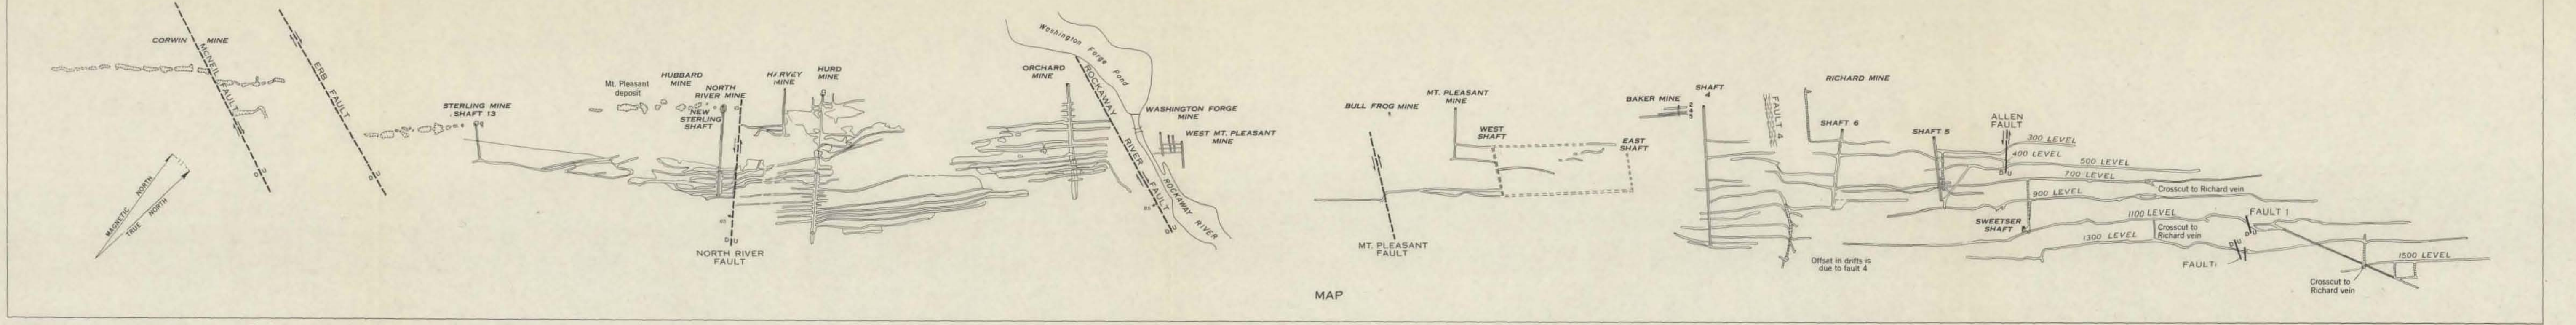 CORWIN MINE
McNEIL FAULT
ERB FAULT
MAGNETIC NORTH
TRUE NORTH
STERLING MINE
SHAFT 13
Mt. Pleasant
deposit
HUBBARD
MINE
NORTH
RIVER MINE
NEW
STERLING
SHAFT
HARVEY
MINE
HURD
MINE
D U
NORTH RIVER
FAULT
ORCHARD
MINE
Washington Forge Pond
ROCKAWAY RIVER FAULT
WASHINGTON FORGE
MINE
WEST MT. PLEASANT
MINE
ROCKAWAY RIVER
BULL FROG MINE
MT. PLEASANT
MINE
WEST
SHAFT
EAST
SHAFT
MT. PLEASANT
FAULT
MAP
BAKER MINE
SHAFT
4
FAULT 4
RICHARD MINE
SHAFT 6
SHAFT 5
ALLEN
FAULT
D U
300 LEVEL
400 LEVEL
500 LEVEL
700 LEVEL
Crosscut to Richard vein
900 LEVEL
SWEETSER
SHAFT
1100 LEVEL
FAULT 1
D U
Crosscut to
Richard vein
1300 LEVEL
D U
Offset in drifts is
due to fault 4
1500 LEVEL
Crosscut to
Richard vein